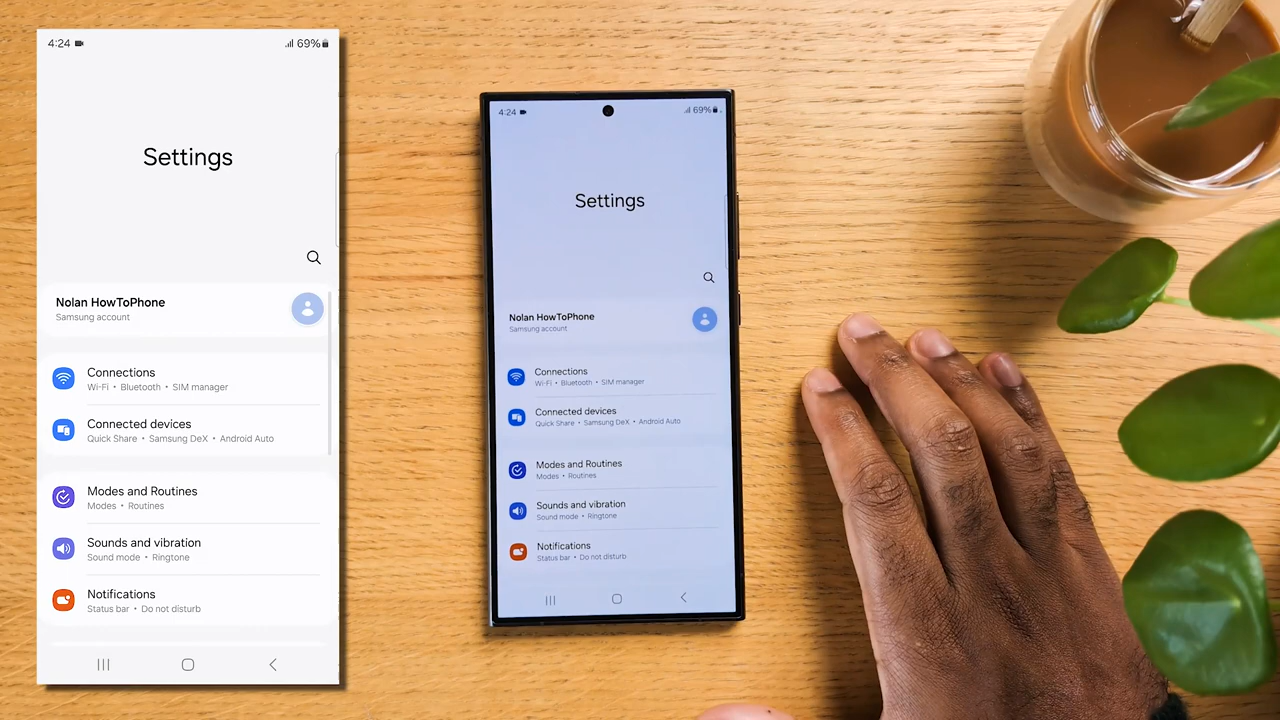 4:24
69%
Settings
Nolan HowToPhone
Samsung account
Connections
Wi-Fi • Bluetooth • SIM manager
Connected devices
Quick Share • Samsung DeX • Android Auto
Modes and Routines
Modes • Routines
Sounds and vibration
Sound mode • Ringtone
Notifications
Status bar • Do not disturb
4:24
69%
Settings
Nolan HowToPhone
Samsung account
Connections
Wi-Fi • Bluetooth • SIM manager
Connected devices
Quick Share • Samsung DeX • Android Auto
Modes and Routines
Modes • Routines
Sounds and vibration
Sound mode • Ringtone
Notifications
Status bar • Do not disturb